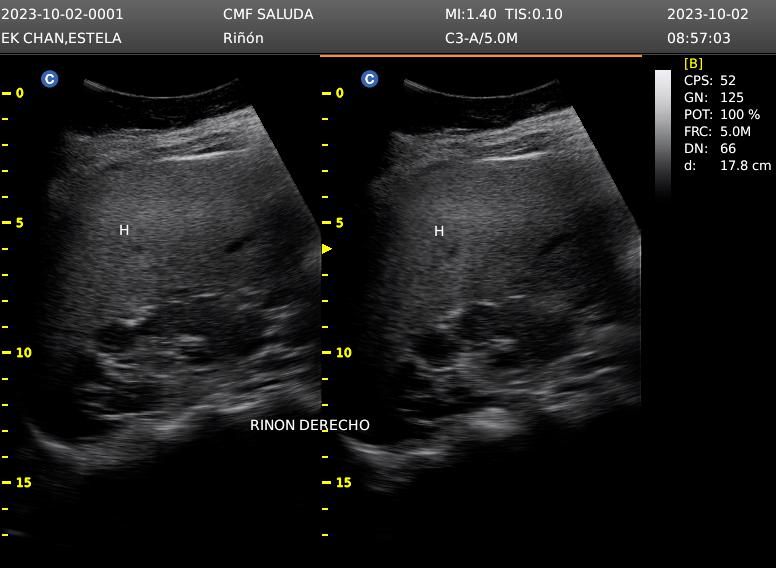 2023-10-02-0001 CMF SALUDA MI:1.40 TIS:0.10 2023-10-02
EK CHAN,ESTELA Riñón C3-A/5.0M 08:57:03
C C
[B]
CPS: 52
GN: 125
POT: 100 %
FRC: 5.0M
DN: 66
d: 17.8 cm
0 0
5 5
H H
10 10
RINON DERECHO
15 15